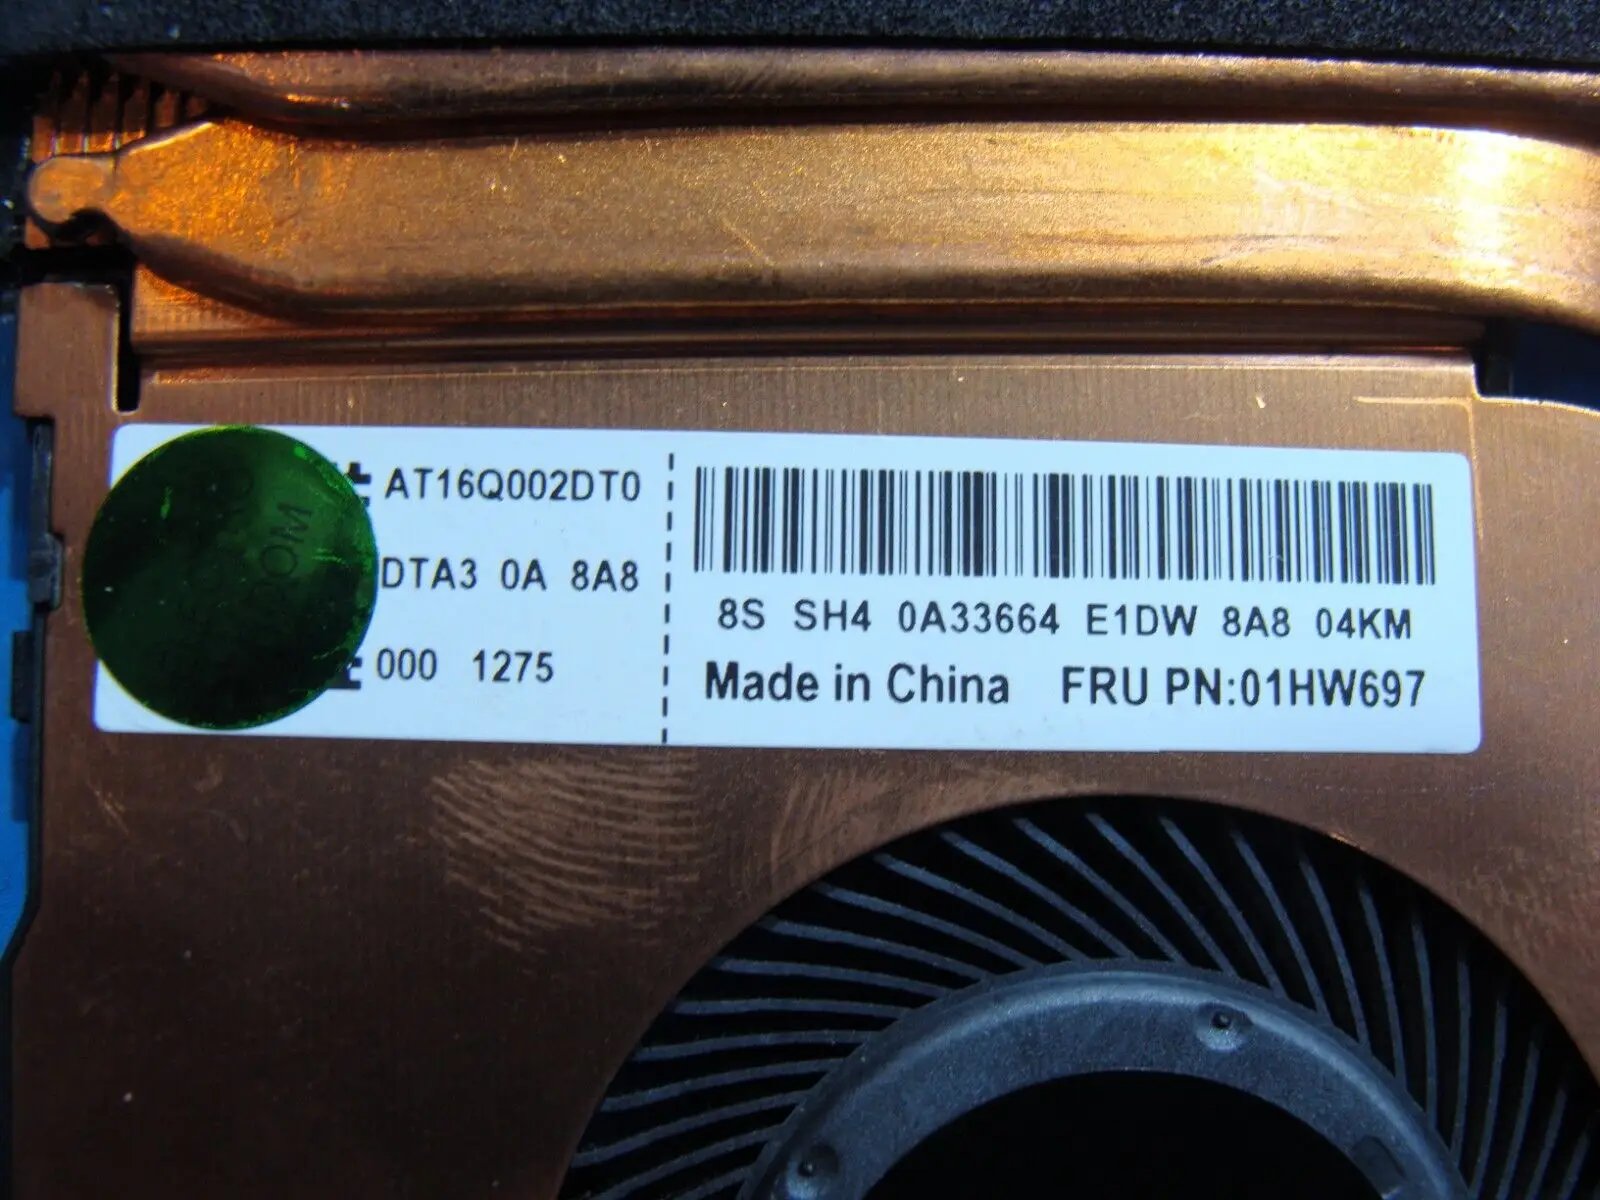 AT16Q002DT0
DTA3 0A 8A8
000 1275
8S SH4 0A33664 E1DW 8A8 04KM
Made in China FRU PN:01HW697